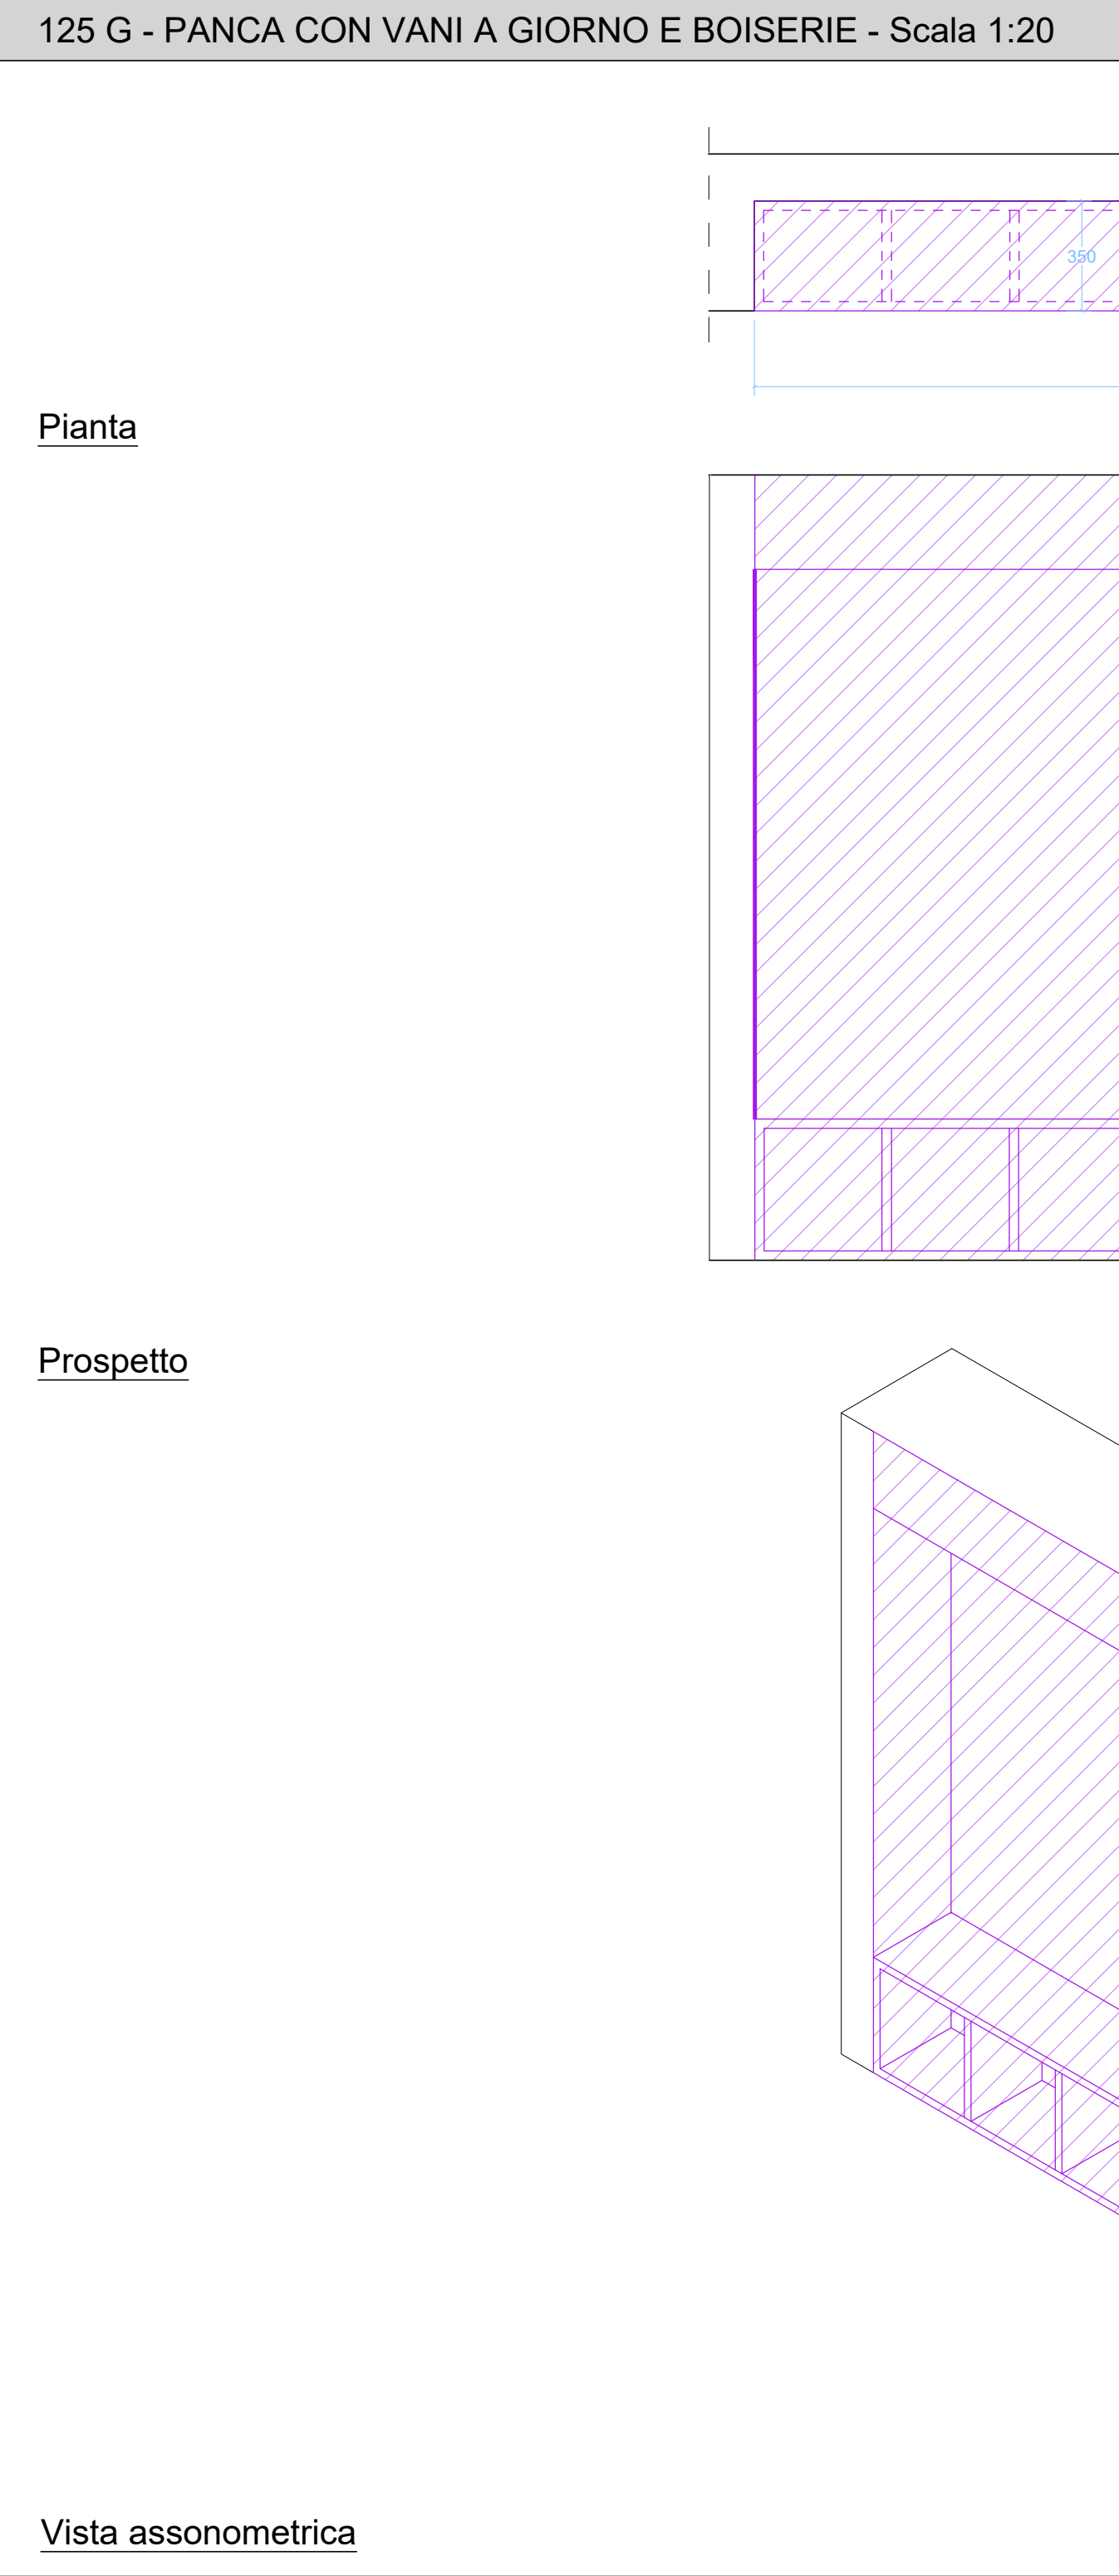 125 G - PANCA CON VANI A GIORNO E BOISERIE - Scala 1:20
350
Pianta
Prospetto
Vista assonometrica